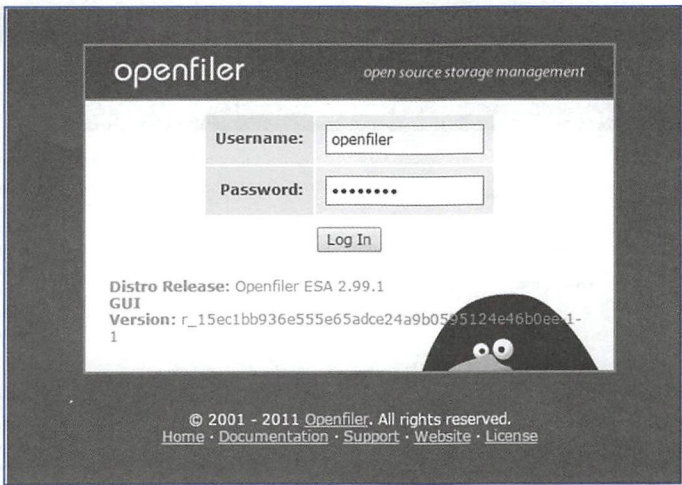 openfiler
open source storage management
Username: openfiler
Password: ••••••••
Log In
Distro Release: Openfiler ESA 2.99.1
GUI
Version: r_15ec1bb936e555e65adce24a9b0595124e46b0ee-1-
1
© 2001 - 2011 Openfiler. All rights reserved.
Home · Documentation · Support · Website · License